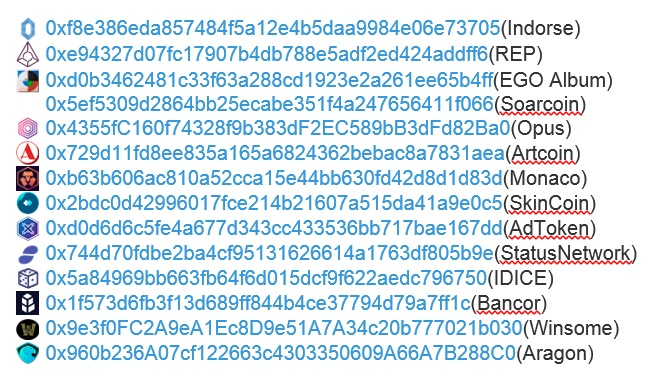 0xf8e386eda857484f5a12e4b5daa9984e06e73705(Indorse)
0xe94327d07fc17907b4db788e5adf2ed424addff6(REP)
0xd0b3462481c33f63a288cd1923e2a261ee65b4ff(EGO Album)
0x5ef5309d2864bb25ecabe351f4a247656411f066(Soarcoin)
0x4355fC160f74328f9b383dF2EC589bB3dFd82Ba0(Opus)
0x729d11fd8ee835a165a6824362bebac8a7831aea(Artcoin)
0xb63b606ac810a52cca15e44bb630fd42d8d1d83d(Monaco)
0x2bdc0d42996017fce214b21607a515da41a9e0c5(SkinCoin)
0xd0d6d6c5fe4a677d343cc433536bb717bae167dd(AdToken)
0x744d70fdbe2ba4cf95131626614a1763df805b9e(StatusNetwork)
0x5a84969bb663fb64f6d015dcf9f622aedc796750(IDICE)
0x1f573d6fb3f13d689ff844b4ce37794d79a7ff1c(Bancor)
0x9e3f0FC2A9eA1Ec8D9e51A7A34c20b777021b030(Winsome)
0x960b236A07cf122663c4303350609A66A7B288C0(Aragon)